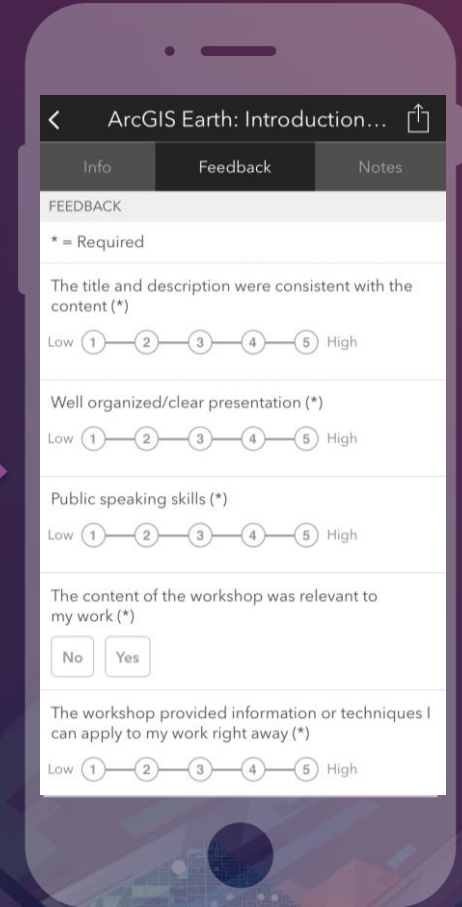 ArcGIS Earth: Introduction...
Info Feedback Notes
FEEDBACK
* = Required
The title and description were consistent with the
content (*)
Low 1 2 3 4 5 High
Well organized/clear presentation (*)
Low 1 2 3 4 5 High
Public speaking skills (*)
Low 1 2 3 4 5 High
The content of the workshop was relevant to
my work (*)
No Yes
The workshop provided information or techniques I
can apply to my work right away (*)
Low 1 2 3 4 5 High